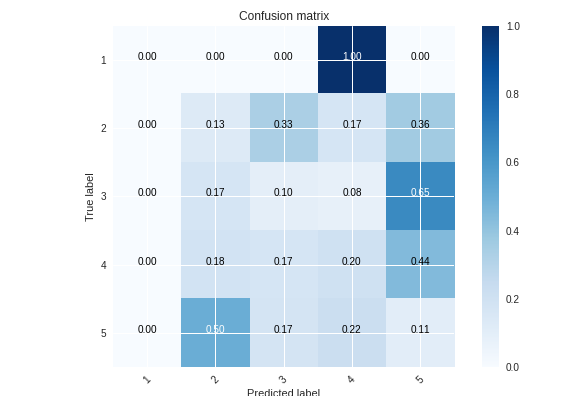 Confusion matrix
1.0
1 0.00 0.00 0.00 1.00 0.00
0.8
2 0.00 0.13 0.33 0.17 0.36
0.6
3 0.00 0.17 0.10 0.08 0.65
True label
0.4
4 0.00 0.18 0.17 0.20 0.44
0.2
5 0.00 0.50 0.17 0.22 0.11
0.0
1 2 3 4 5
Predicted label